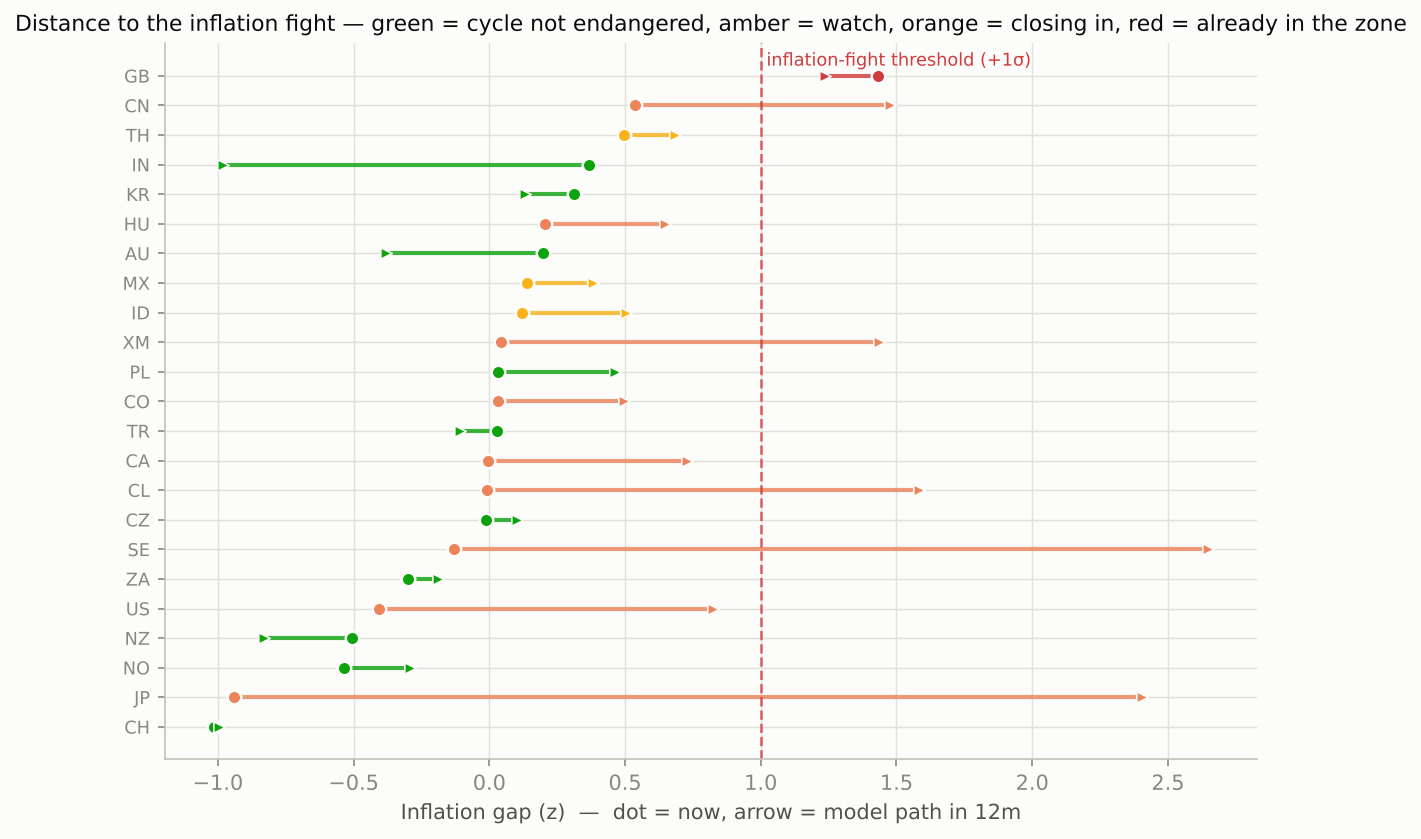 Distance to the inflation fight — green = cycle not endangered, amber = watch, orange = closing in, red = already in the zone
inflation-fight threshold (+1σ)
GB
CN
TH
IN
KR
HU
AU
MX
ID
XM
PL
CO
TR
CA
CL
CZ
SE
ZA
US
NZ
NO
JP
CH
−1.0 −0.5 0.0 0.5 1.0 1.5 2.0 2.5
Inflation gap (z) — dot = now, arrow = model path in 12m